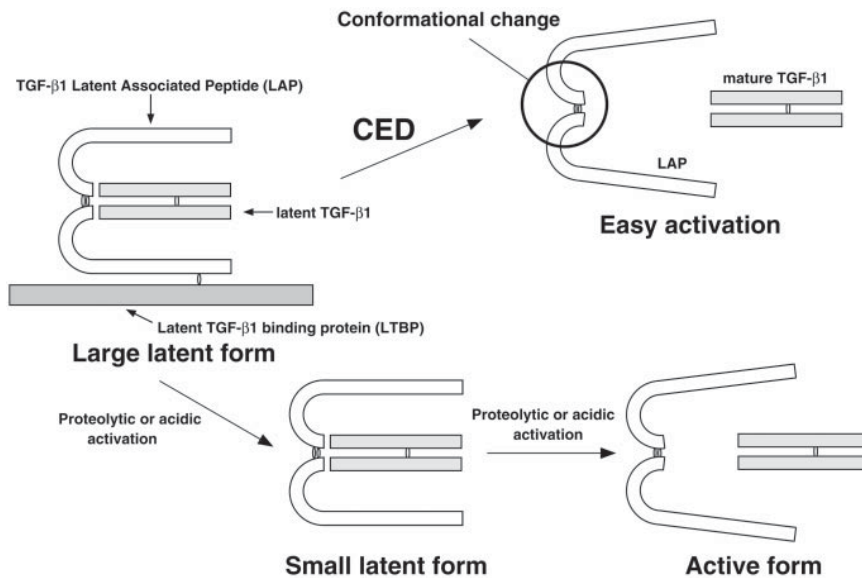 Conformational change
TGF-β1 Latent Associated Peptide (LAP)
mature TGF-β1
CED
LAP
latent TGF-β1
Easy activation
Latent TGF-β1 binding protein (LTBP)
Large latent form
Proteolytic or acidic
activation
Proteolytic or acidic
activation
Small latent form
Active form